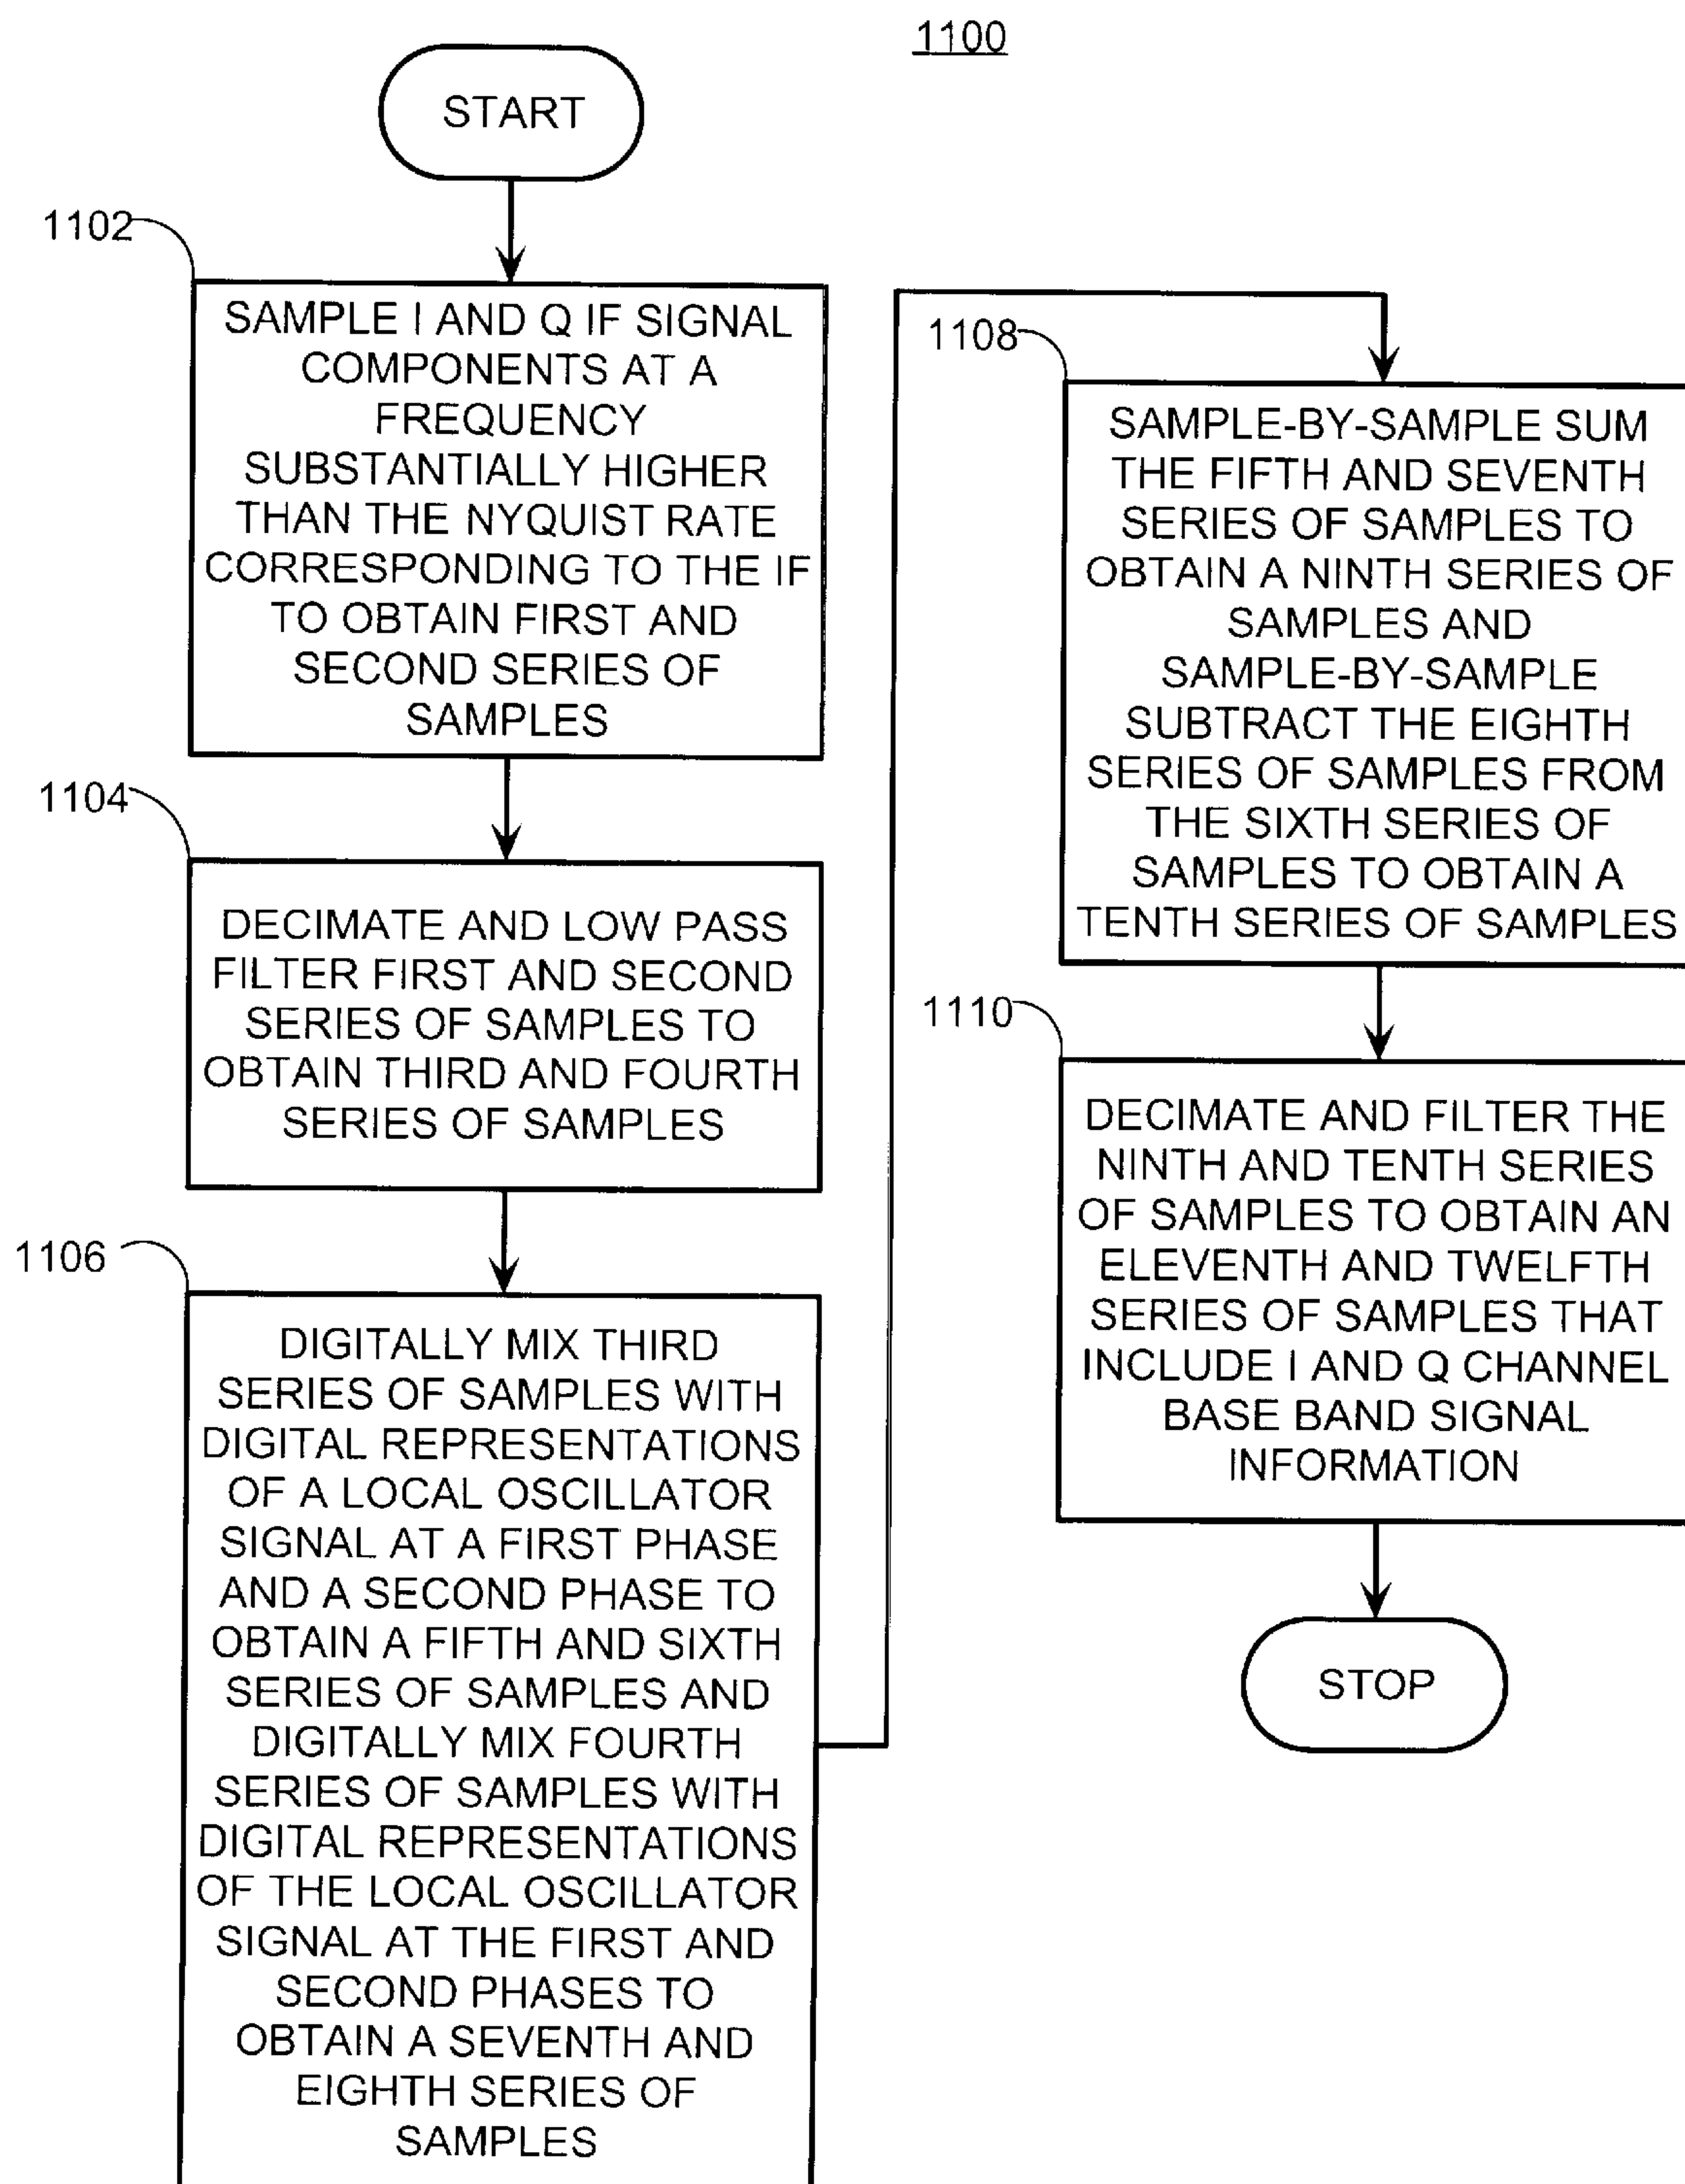 1100
START
1102
SAMPLE I AND Q IF SIGNAL
COMPONENTS AT A
FREQUENCY
SUBSTANTIALLY HIGHER
THAN THE NYQUIST RATE
CORRESPONDING TO THE IF
TO OBTAIN FIRST AND
SECOND SERIES OF
SAMPLES
1104
DECIMATE AND LOW PASS
FILTER FIRST AND SECOND
SERIES OF SAMPLES TO
OBTAIN THIRD AND FOURTH
SERIES OF SAMPLES
1106
DIGITALLY MIX THIRD
SERIES OF SAMPLES WITH
DIGITAL REPRESENTATIONS
OF A LOCAL OSCILLATOR
SIGNAL AT A FIRST PHASE
AND A SECOND PHASE TO
OBTAIN A FIFTH AND SIXTH
SERIES OF SAMPLES AND
DIGITALLY MIX FOURTH
SERIES OF SAMPLES WITH
DIGITAL REPRESENTATIONS
OF THE LOCAL OSCILLATOR
SIGNAL AT THE FIRST AND
SECOND PHASES TO
OBTAIN A SEVENTH AND
EIGHTH SERIES OF
SAMPLES
1108
SAMPLE-BY-SAMPLE SUM
THE FIFTH AND SEVENTH
SERIES OF SAMPLES TO
OBTAIN A NINTH SERIES OF
SAMPLES AND
SAMPLE-BY-SAMPLE
SUBTRACT THE EIGHTH
SERIES OF SAMPLES FROM
THE SIXTH SERIES OF
SAMPLES TO OBTAIN A
TENTH SERIES OF SAMPLES
1110
DECIMATE AND FILTER THE
NINTH AND TENTH SERIES
OF SAMPLES TO OBTAIN AN
ELEVENTH AND TWELFTH
SERIES OF SAMPLES THAT
INCLUDE I AND Q CHANNEL
BASE BAND SIGNAL
INFORMATION
STOP